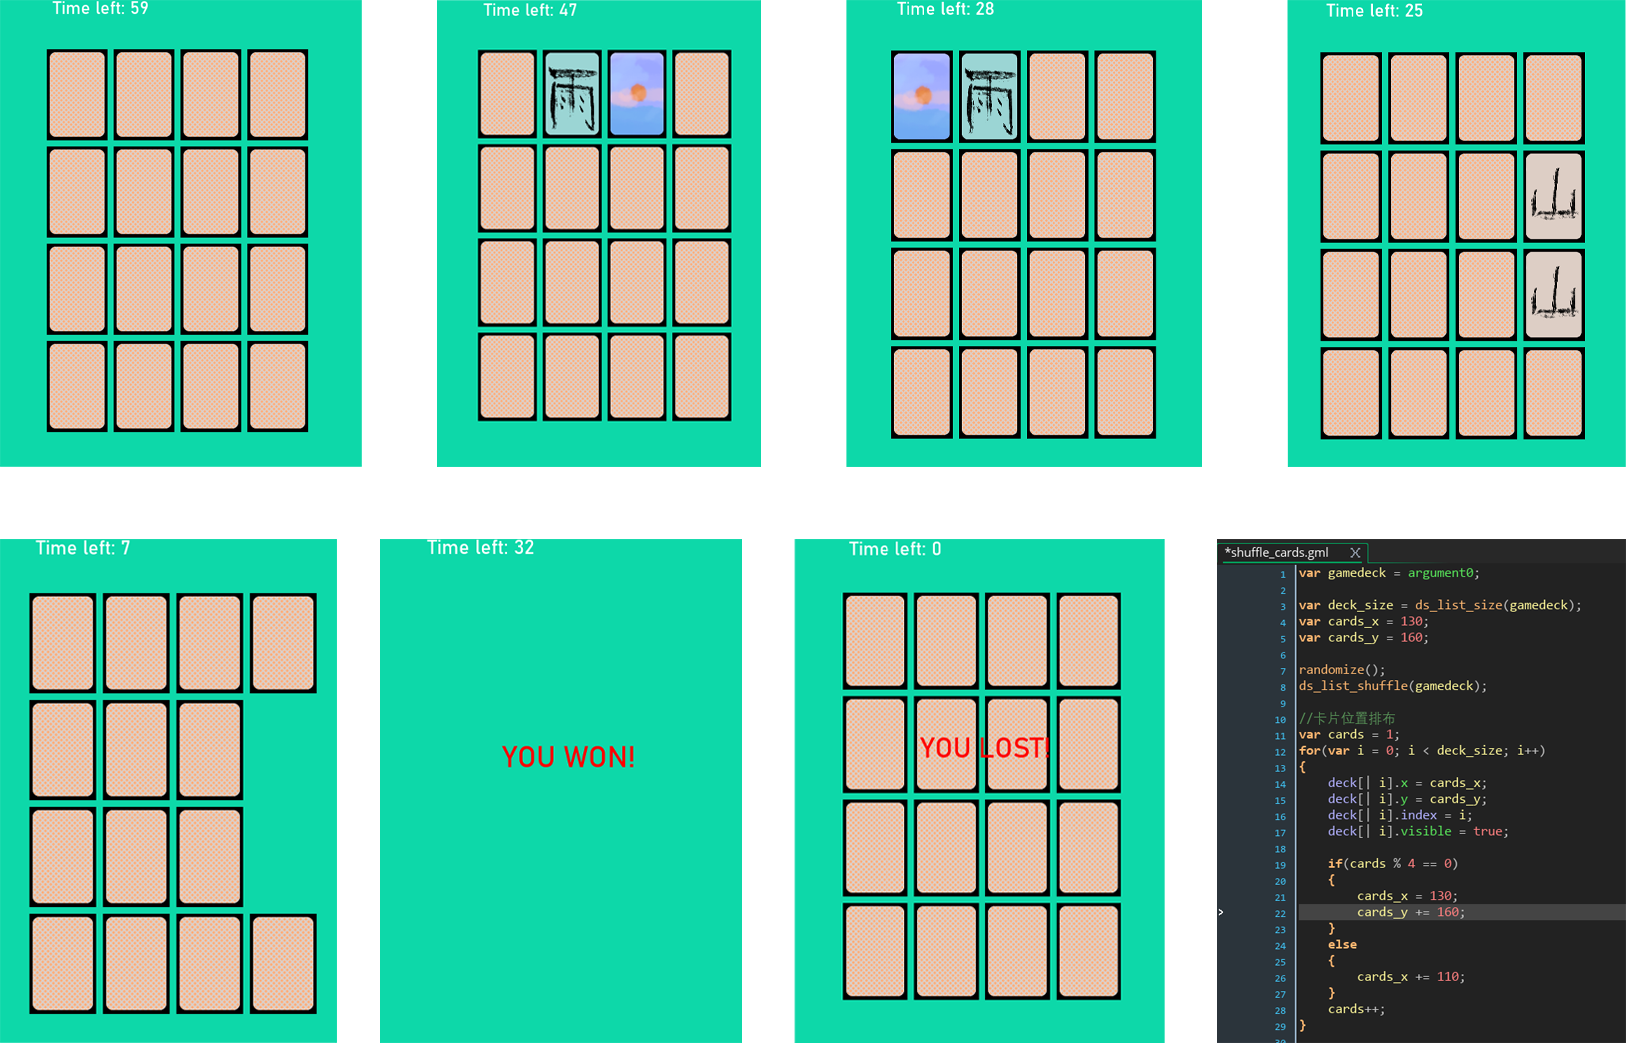 Time left: 59
Time left: 47
雨
Time left: 28
雨
Time left: 25
山
山
Time left: 7
Time left: 32
YOU WON!
Time left: 0
YOU LOST!
*shuffle_cards.gml X
1 var gamedeck = argument0;
2
3 var deck_size = ds_list_size(gamedeck);
4 var cards_x = 130;
5 var cards_y = 160;
6
7 randomize();
8 ds_list_shuffle(gamedeck);
9
10 //卡片位置排布
11 var cards = 1;
12 for(var i = 0; i < deck_size; i++)
13 {
14 deck[| i].x = cards_x;
15 deck[| i].y = cards_y;
16 deck[| i].index = i;
17 deck[| i].visible = true;
18
19 if(cards % 4 == 0)
20 {
21 cards_x = 130;
22 cards_y += 160;
23 }
24 else
25 {
26 cards_x += 110;
27 }
28 cards++;
29 }